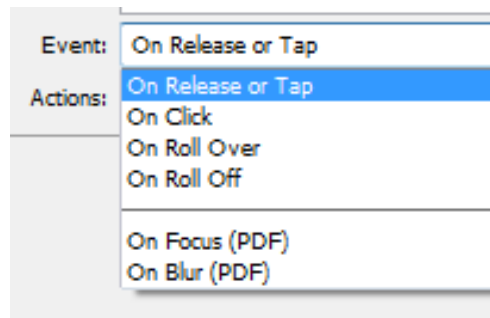 Event: On Release or Tap
Actions: On Release or Tap
On Click
On Roll Over
On Roll Off
On Focus (PDF)
On Blur (PDF)